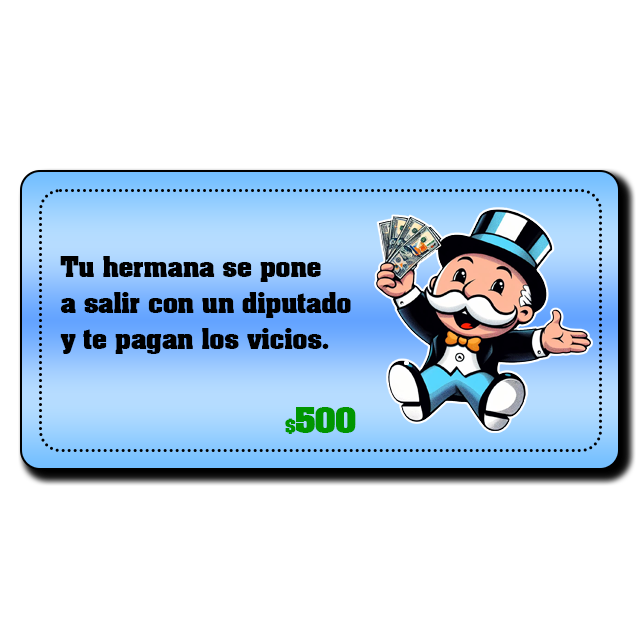 Tu hermana se pone
a salir con un diputado
y te pagan los vicios.
$500